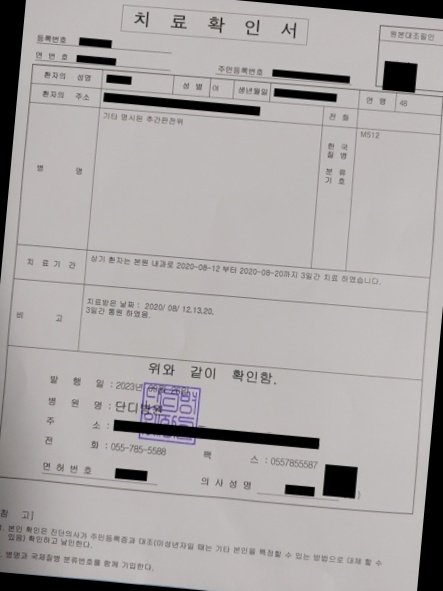 치 료 확 인 서
원본대조필인
등록번호
연 번 호
주민등록번호
환자의 성명
성 별
여
생년월일
연 령
48
환자의 주소
전 화
병 명
기타 명시된 추간판전위
한 국
질 병
분 류
기 호
M512
치 료 기 간
상기 환자는 본원 내과로 2020-08-12 부터 2020-08-20까지 3일간 치료 하였습니다.
비 고
치료받은 날짜 : 2020/ 08/ 12,13,20.
3일간 통원 하였음.
위와 같이 확인함.
발 행 일 : 2023년
병 원 명 : 단디병원
주 소 :
전 화 : 055-785-5588
팩 스 : 0557855587
면 허 번 호
의 사 성 명
참 고]
1. 본인 확인은 진단의사가 주민등록증과 대조(미성년자일 때는 기타 본인을 특정할 수 있는 방법으로 대체 할 수
있음) 확인하고 날인한다.
. 병명과 국제질병 분류번호를 함께 기입한다.